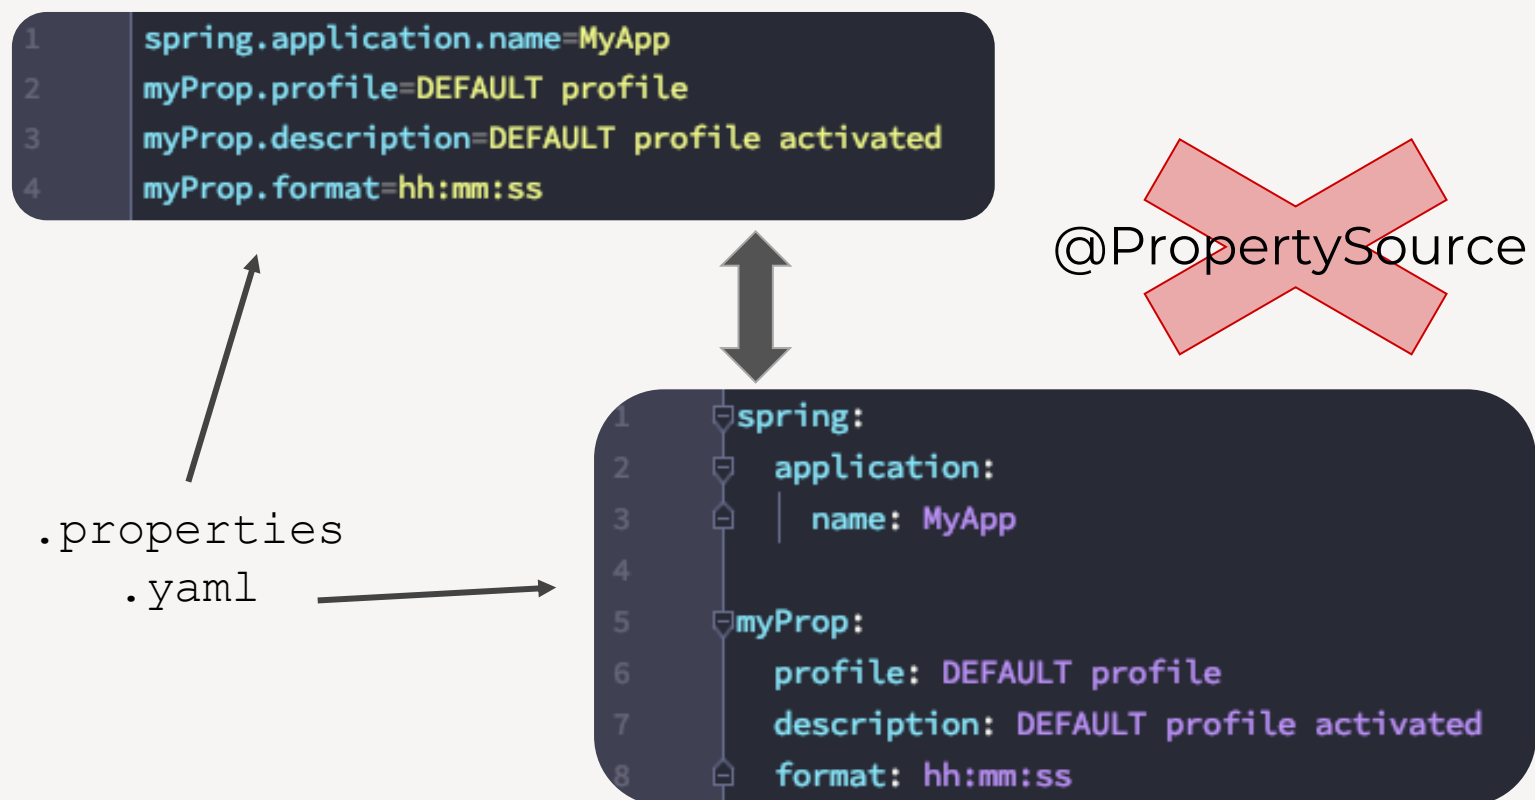 1 spring.application.name=MyApp
2 myProp.profile=DEFAULT profile
3 myProp.description=DEFAULT profile activated
4 myProp.format=hh:mm:ss
@PropertySource
.properties
.yaml
1 spring:
2   application:
3     name: MyApp
4
5 myProp:
6   profile: DEFAULT profile
7   description: DEFAULT profile activated
8   format: hh:mm:ss